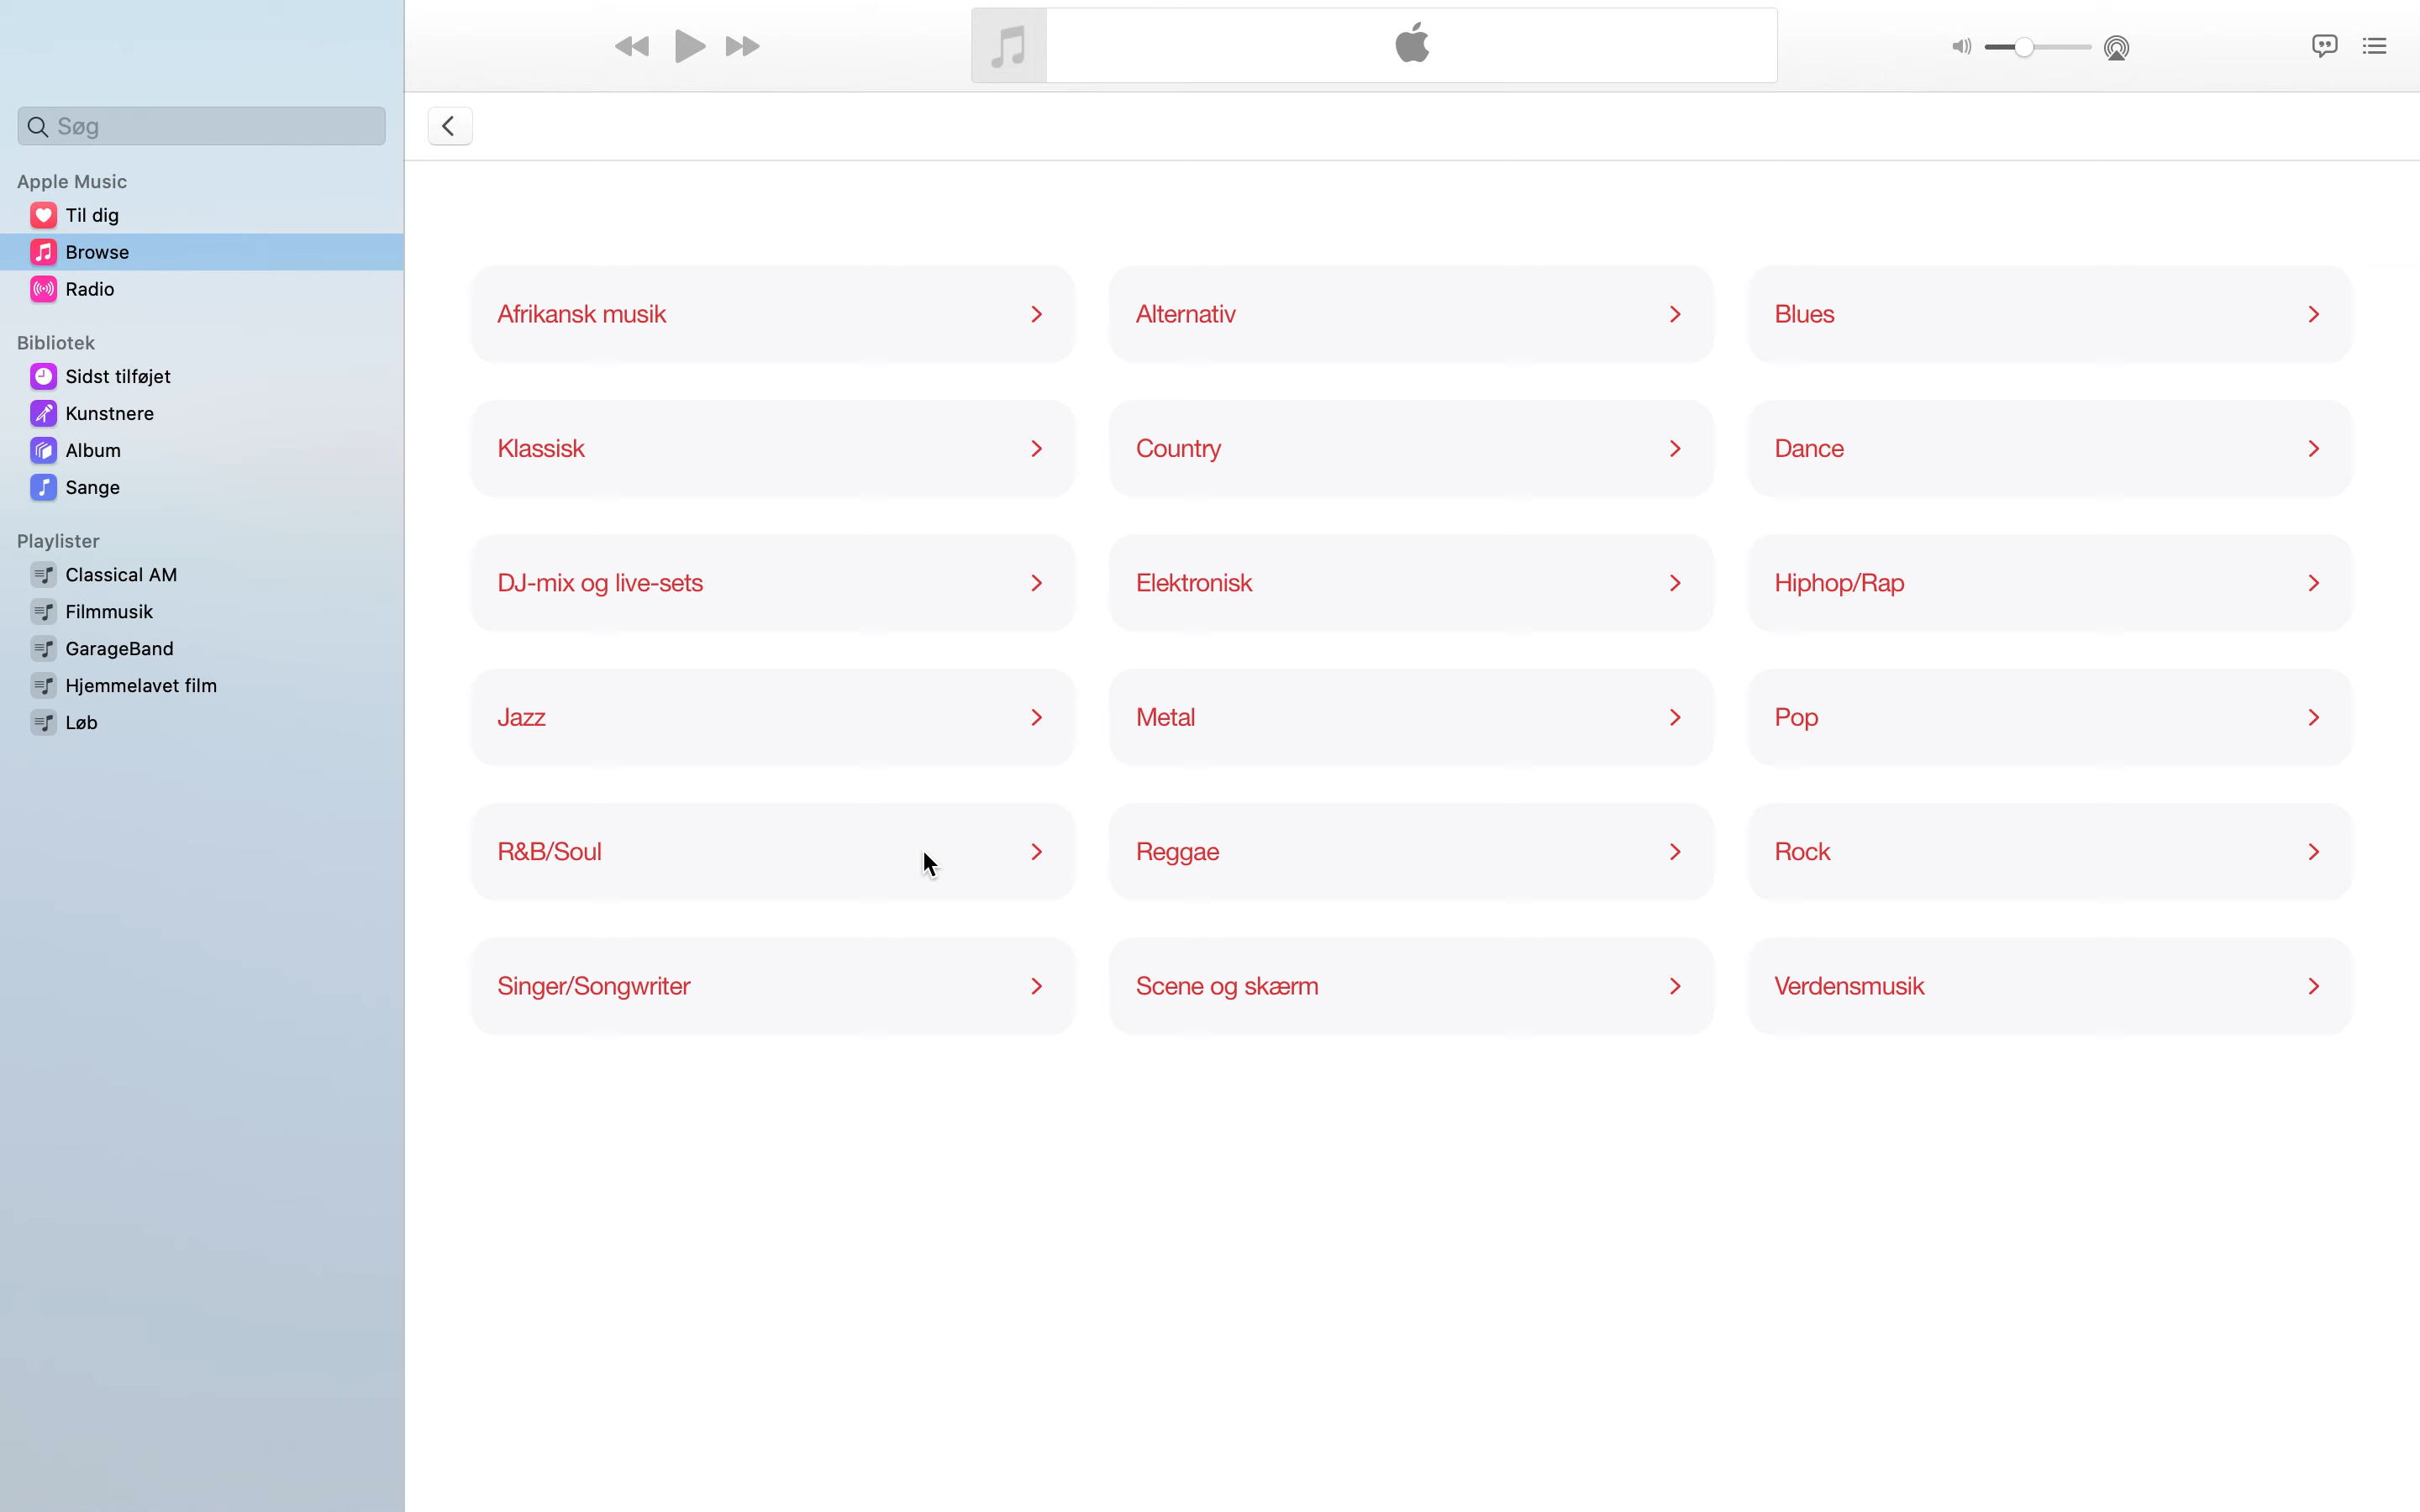 Søg
Apple Music
Til dig
Browse
Radio
Bibliotek
Sidst tilføjet
Kunstnere
Album
Sange
Playlister
Classical AM
Filmmusik
GarageBand
Hjemmelavet film
Løb
Afrikansk musik
Alternativ
Blues
Klassisk
Country
Dance
DJ-mix og live-sets
Elektronisk
Hiphop/Rap
Jazz
Metal
Pop
R&B/Soul
Reggae
Rock
Singer/Songwriter
Scene og skærm
Verdensmusik